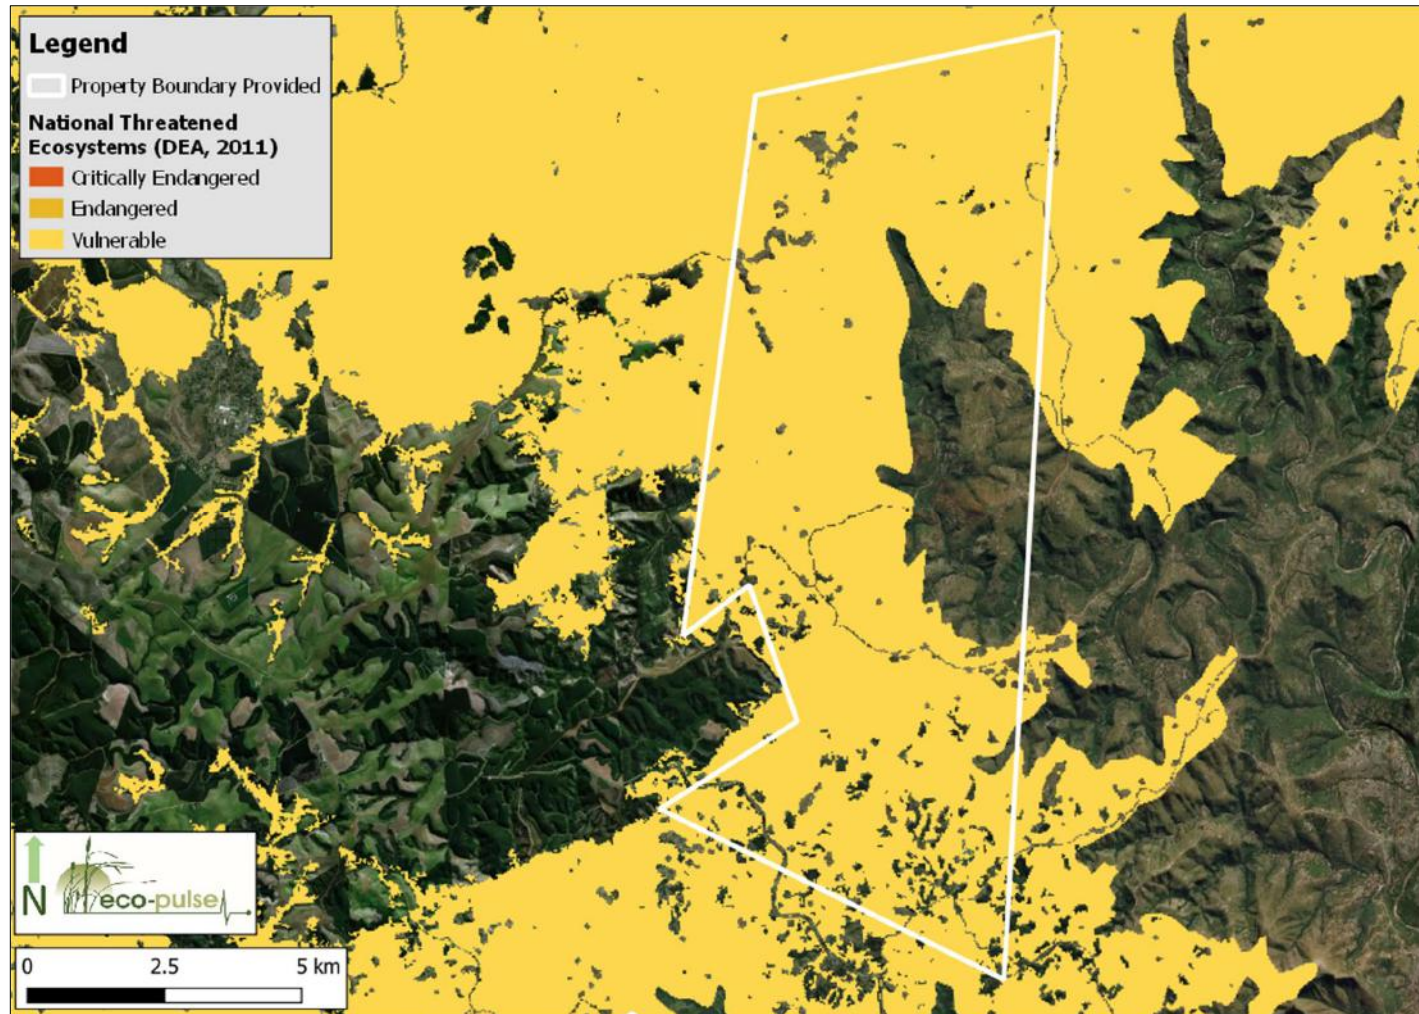 Legend
Property Boundary Provided
National Threatened
Ecosystems (DEA, 2011)
Critically Endangered
Endangered
Vulnerable
N
eco-pulse
0 2.5 5 km